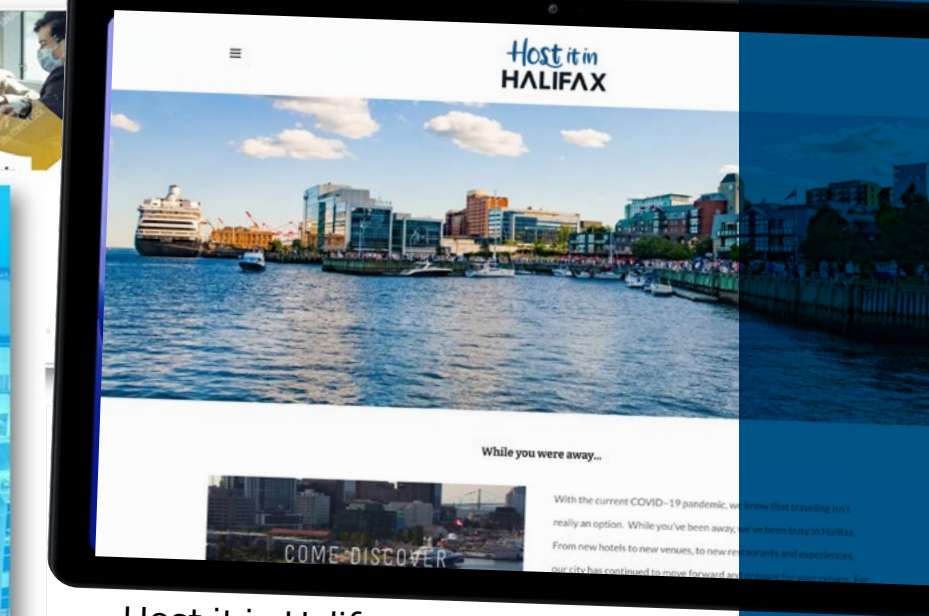 Host it in
HALIFAX
While you were away...
With the current COVID-19 pandemic, we know that traveling isn't
really an option. While you've been away, we've been busy in Halifax.
From new hotels to new venues, to new restaurants and experiences,
our city has continued to move forward and prepare for your return. For
COME DISCOVER
Host it in Halifax